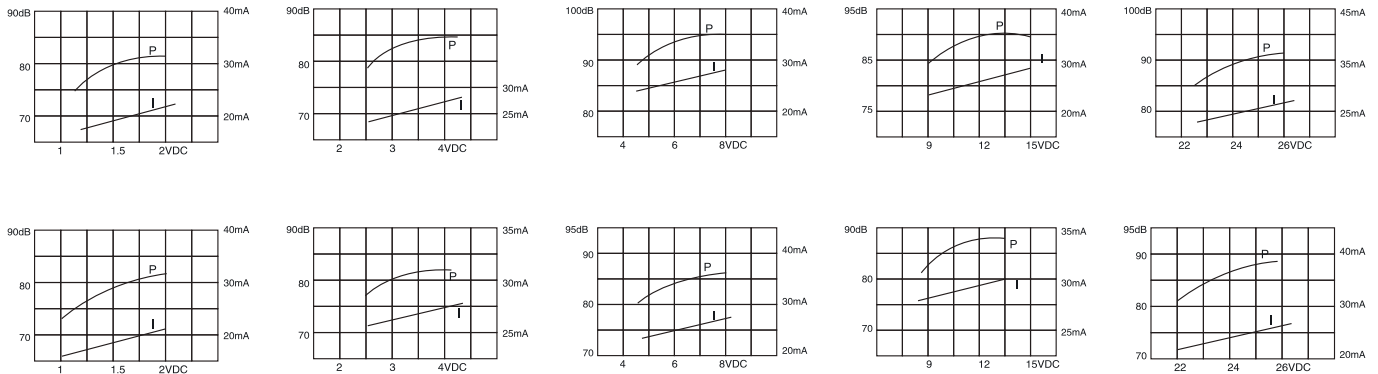 90dB 40mA
P
80 30mA
I
70 20mA
1 1.5 2VDC
90dB
P
80
30mA
I
70 25mA
2 3 4VDC
100dB 40mA
P
90 30mA
I
80 20mA
4 6 8VDC
95dB 40mA
P
85 I 30mA
75 20mA
9 12 15VDC
100dB 45mA
P
90 35mA
I
80 25mA
22 24 26VDC
90dB 40mA
P
80 30mA
I
70 20mA
1 1.5 2VDC
90dB 35mA
P
80 30mA
I
70 25mA
2 3 4VDC
95dB
90 40mA
P
80 30mA
I
70 20mA
4 6 8VDC
90dB 35mA
P
80 30mA
I
70 25mA
9 12 15VDC
95dB
90 P 40mA
80 30mA
I
70 20mA
22 24 26VDC